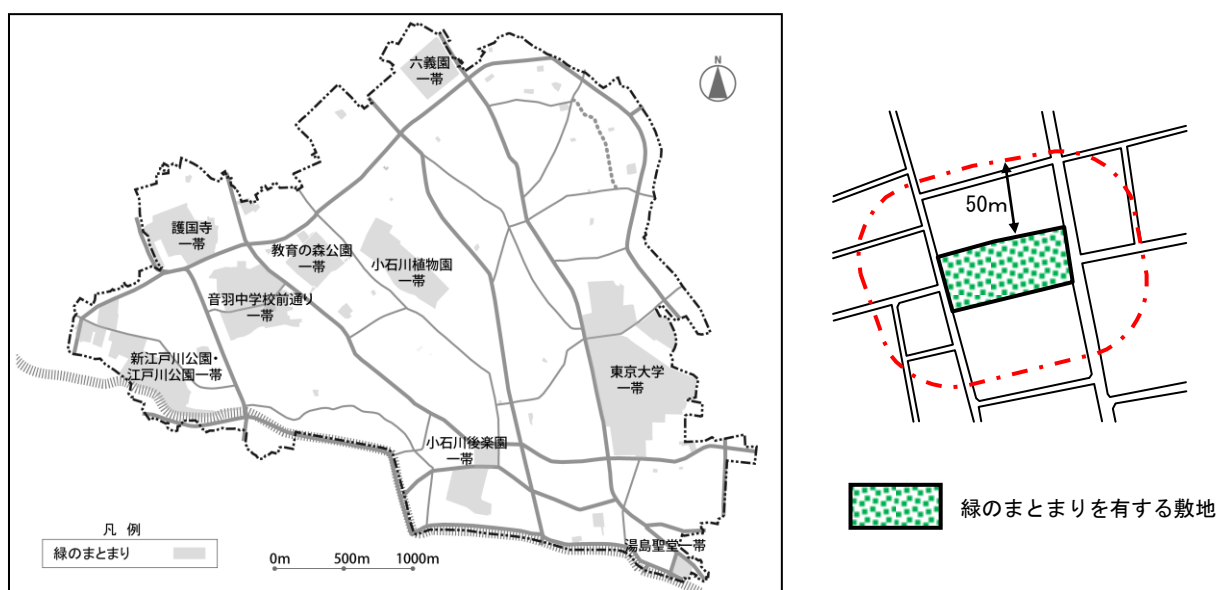 六義園
一帯
N
護国寺
一帯
教育の森公園
一帯
小石川植物園
一帯
音羽中学校前通り
一帯
新江戸川公園・
江戸川公園一帯
東京大学
一帯
小石川後楽園
一帯
湯島聖堂一帯
凡 例
緑のまとまり
0m 500m 1000m
50m
緑のまとまりを有する敷地